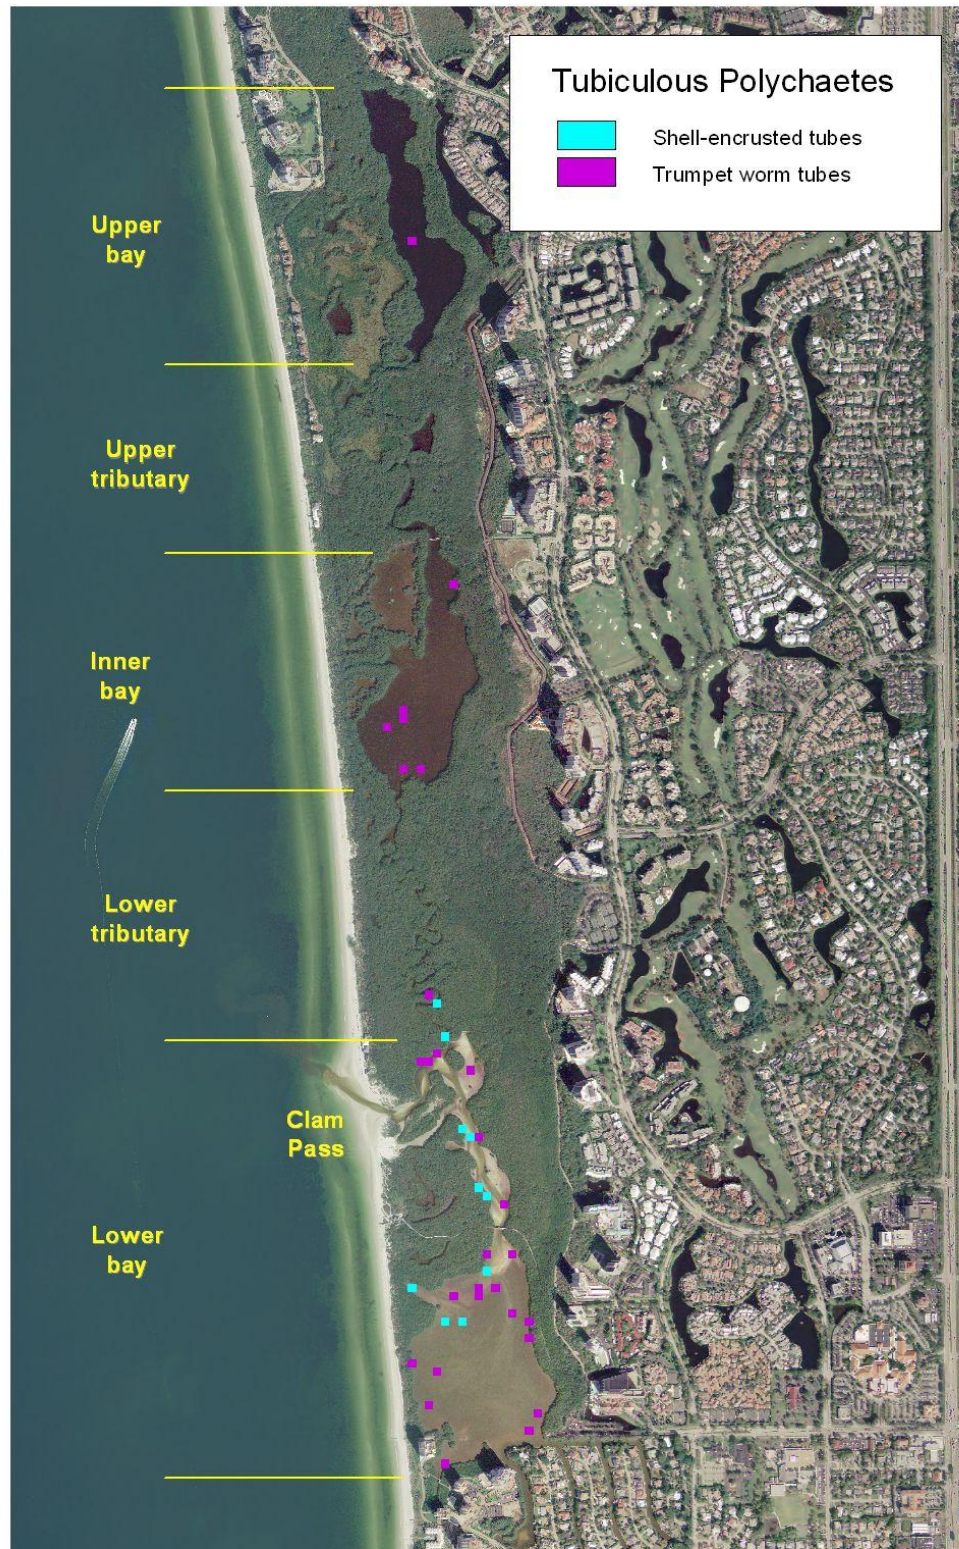 Tubiculous Polychaetes
Shell-encrusted tubes
Trumpet worm tubes
Upper
bay
Upper
tributary
Inner
bay
Lower
tributary
Clam
Pass
Lower
bay